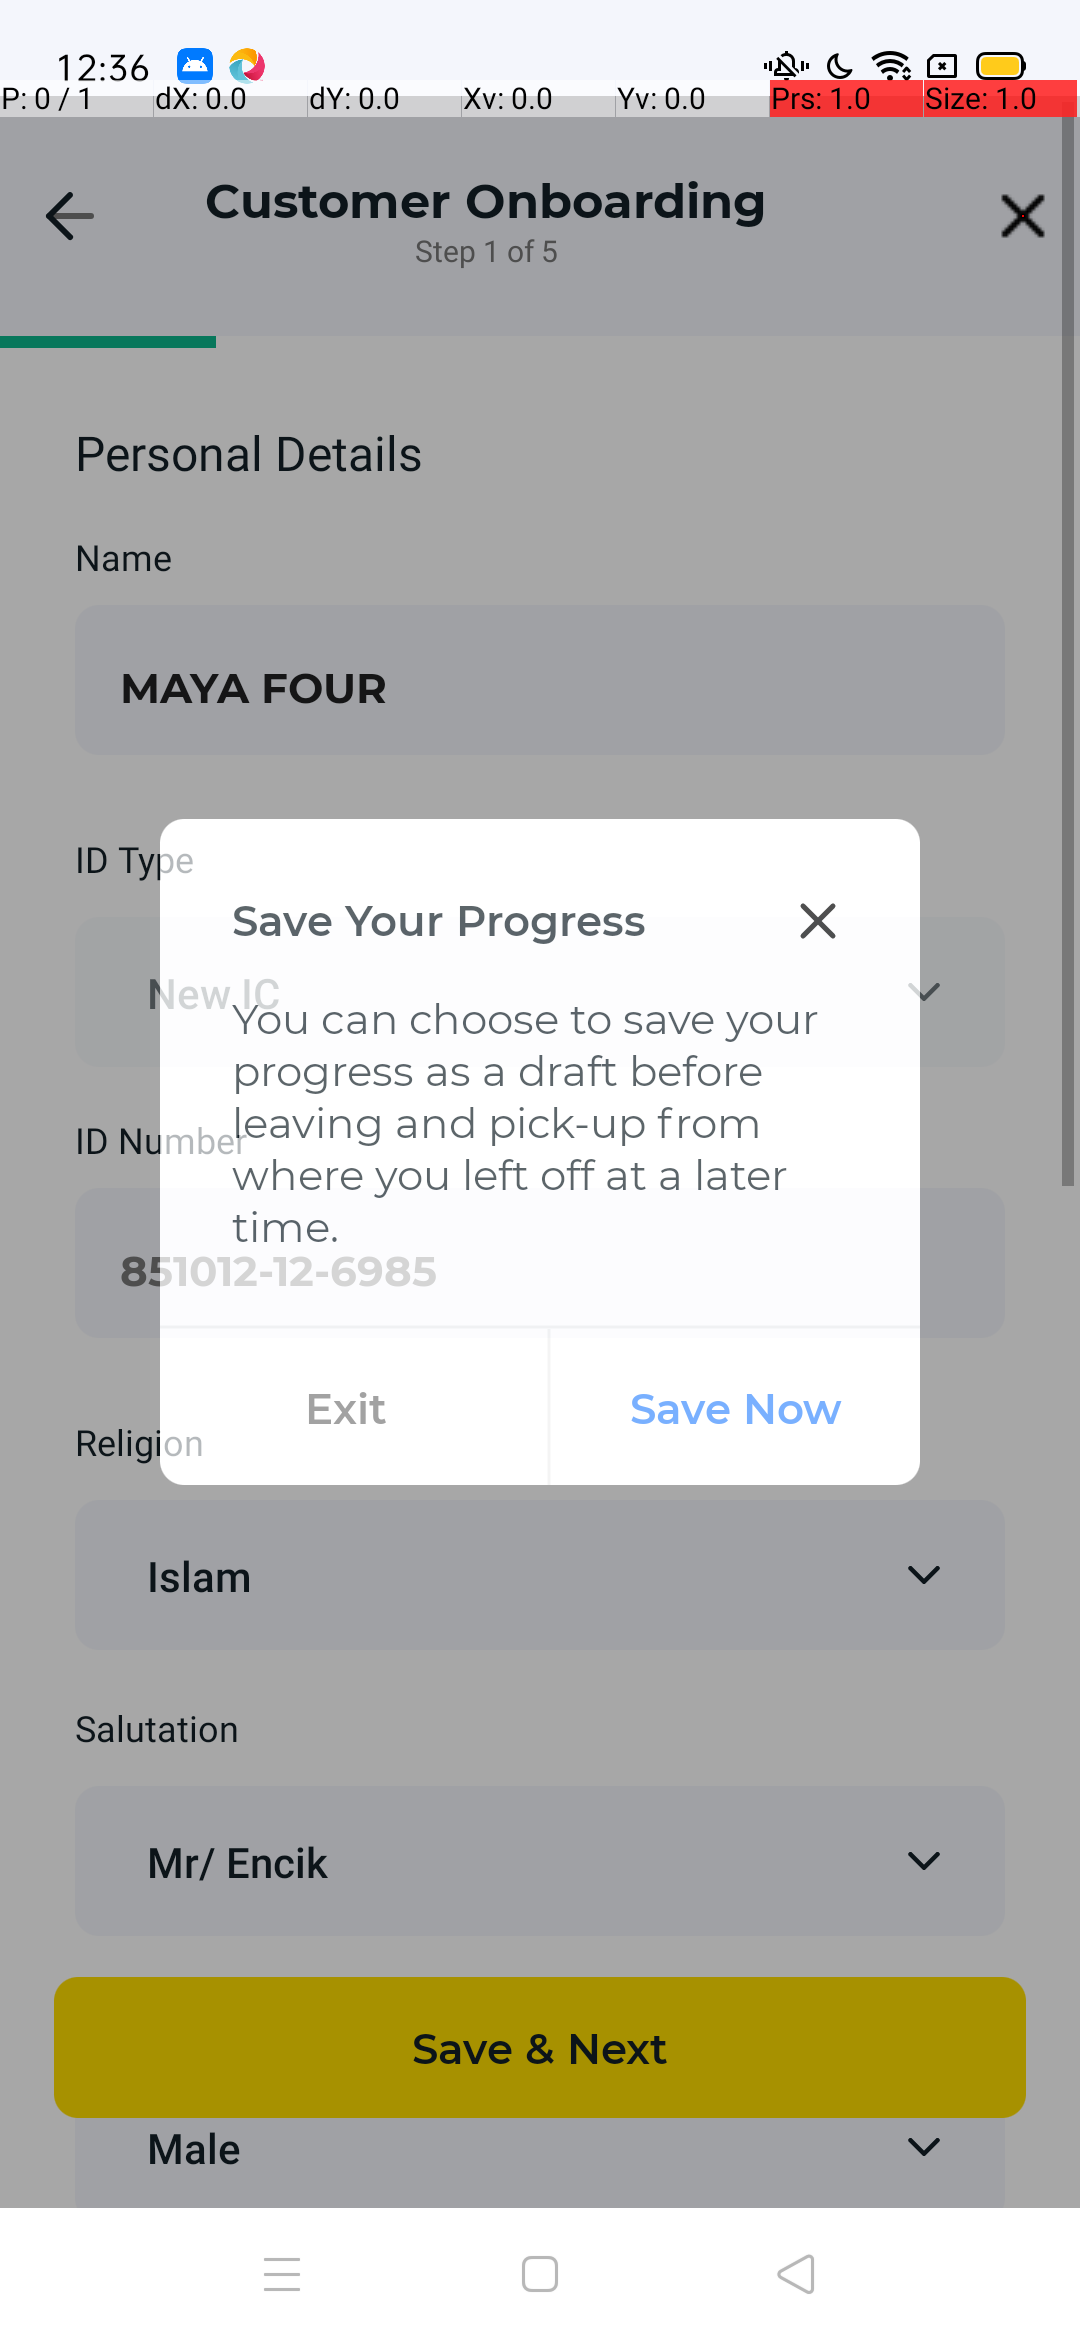 12:36
P: 0 / 1 dX: 0.0 dY: 0.0 Xv: 0.0 Yv: 0.0 Prs: 1.0 Size: 1.0
Customer Onboarding
Step 1 of 5
Personal Details
Name
MAYA FOUR
ID Type
Save Your Progress
New IC
You can choose to save your
progress as a draft before
leaving and pick-up from
ID Number
where you left off at a later
time.
851012-12-6985
Exit Save Now
Religion
Islam
Salutation
Mr/ Encik
Save & Next
Male